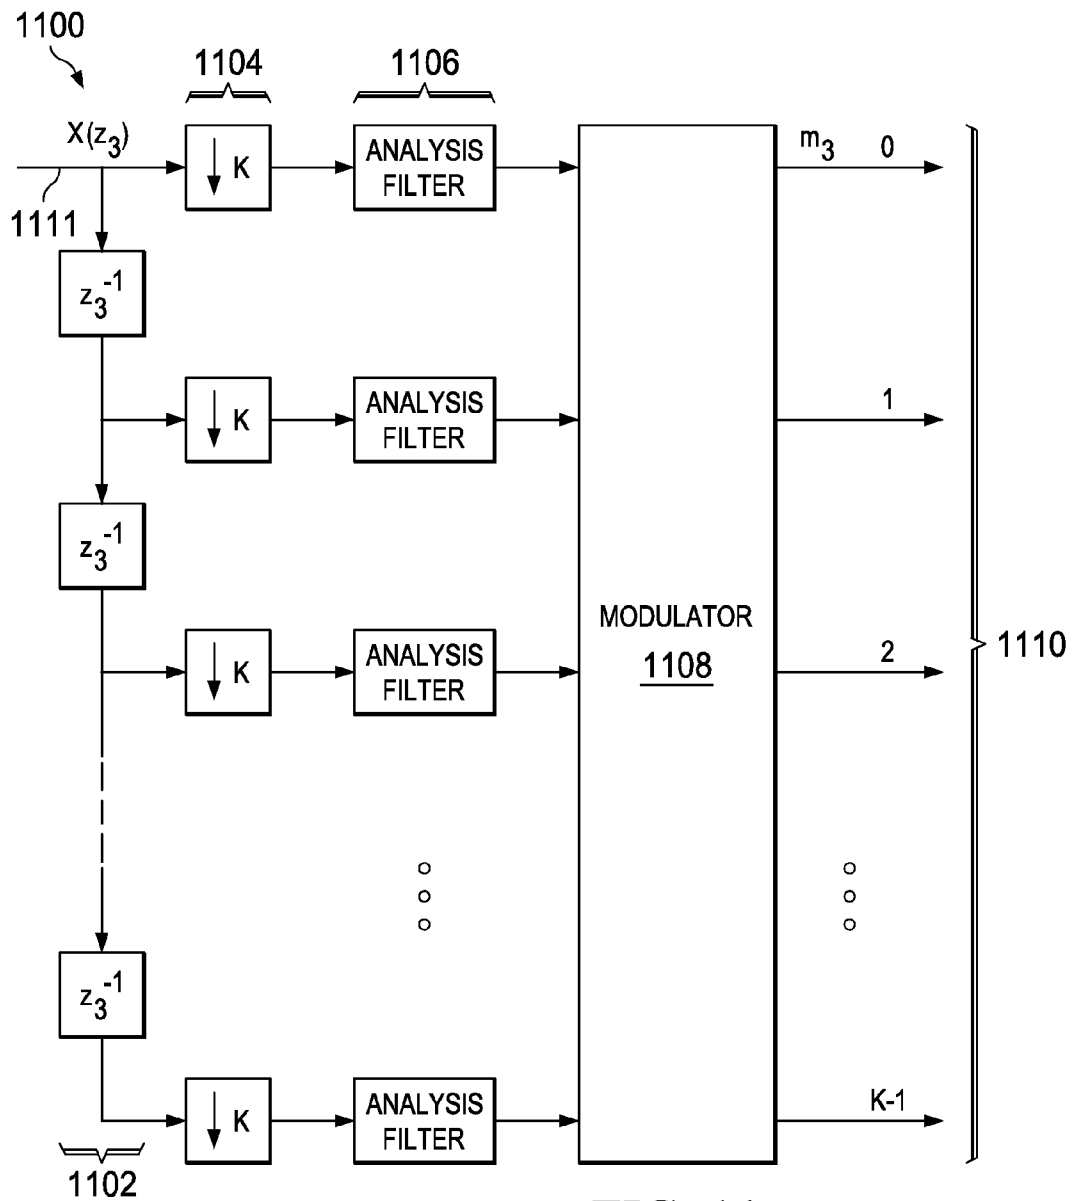 1100
1104
1106
X(z₃)
↓ K
ANALYSIS
FILTER
m₃ 0
1111
z₃⁻¹
↓ K
ANALYSIS
FILTER
1
z₃⁻¹
MODULATOR
1108
↓ K
ANALYSIS
FILTER
2
1110
z₃⁻¹
↓ K
ANALYSIS
FILTER
K-1
1102